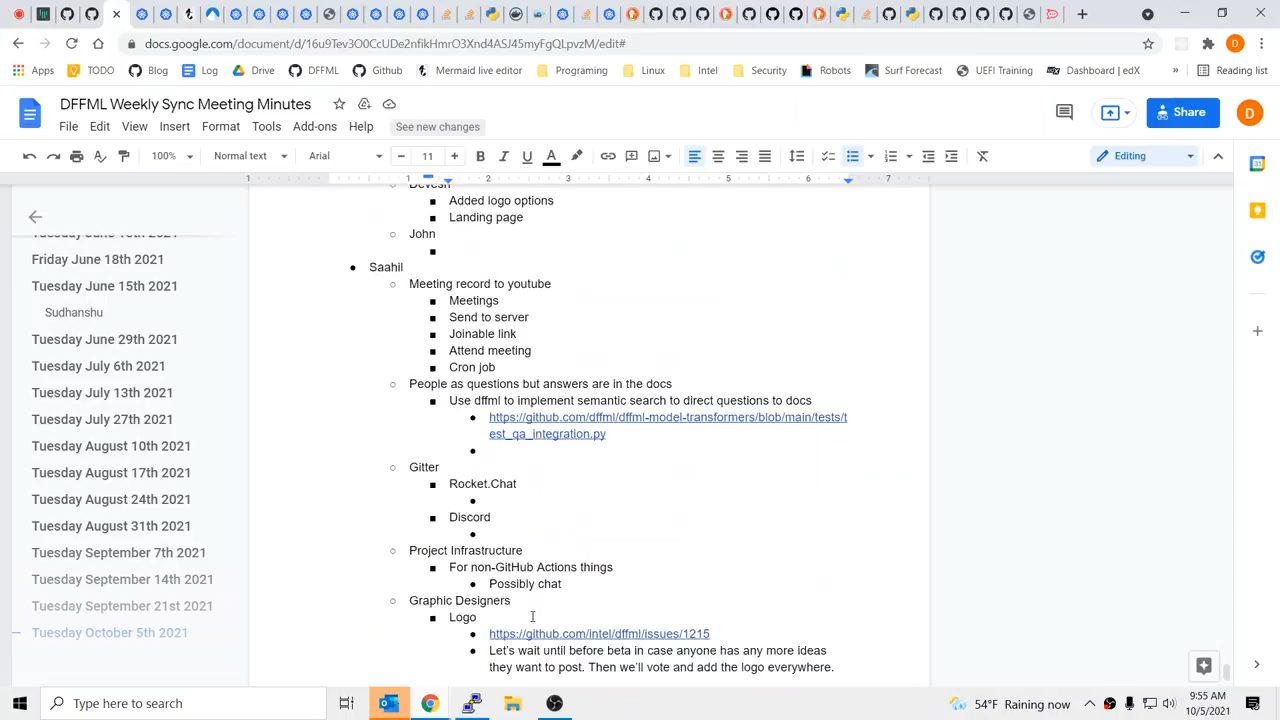 docs.google.com/document/d/16u9Tev3O0CcUDe2nfikHmrO3Xnd4ASJ45myFgQLpvzM/edit#
Apps TODO Blog Log Drive DFFML Github Mermaid live editor Programing Linux Intel Security Robots Surf Forecast UEFI Training Dashboard | edX » Reading list
DFFML Weekly Sync Meeting Minutes
File Edit View Insert Format Tools Add-ons Help See new changes
Share
D
100% Normal text Arial 11 Editing
1 1 2 3 4 5 6 7
Friday June 18th 2021
Tuesday June 15th 2021
Sudhanshu
Tuesday June 29th 2021
Tuesday July 6th 2021
Tuesday July 13th 2021
Tuesday July 27th 2021
Tuesday August 10th 2021
Tuesday August 17th 2021
Tuesday August 24th 2021
Tuesday August 31th 2021
Tuesday September 7th 2021
Tuesday September 14th 2021
Tuesday September 21st 2021
Tuesday October 5th 2021
Devesh
Added logo options
Landing page
John
Saahil
Meeting record to youtube
Meetings
Send to server
Joinable link
Attend meeting
Cron job
People as questions but answers are in the docs
Use dffml to implement semantic search to direct questions to docs
https://github.com/dffml/dffml-model-transformers/blob/main/tests/t
est_qa_integration.py
Gitter
Rocket.Chat
Discord
Project Infrastructure
For non-GitHub Actions things
Possibly chat
Graphic Designers
Logo
https://github.com/intel/dffml/issues/1215
Let's wait until before beta in case anyone has any more ideas
they want to post. Then we'll vote and add the logo everywhere.
Type here to search
54°F Raining now
9:55 AM
10/5/2021